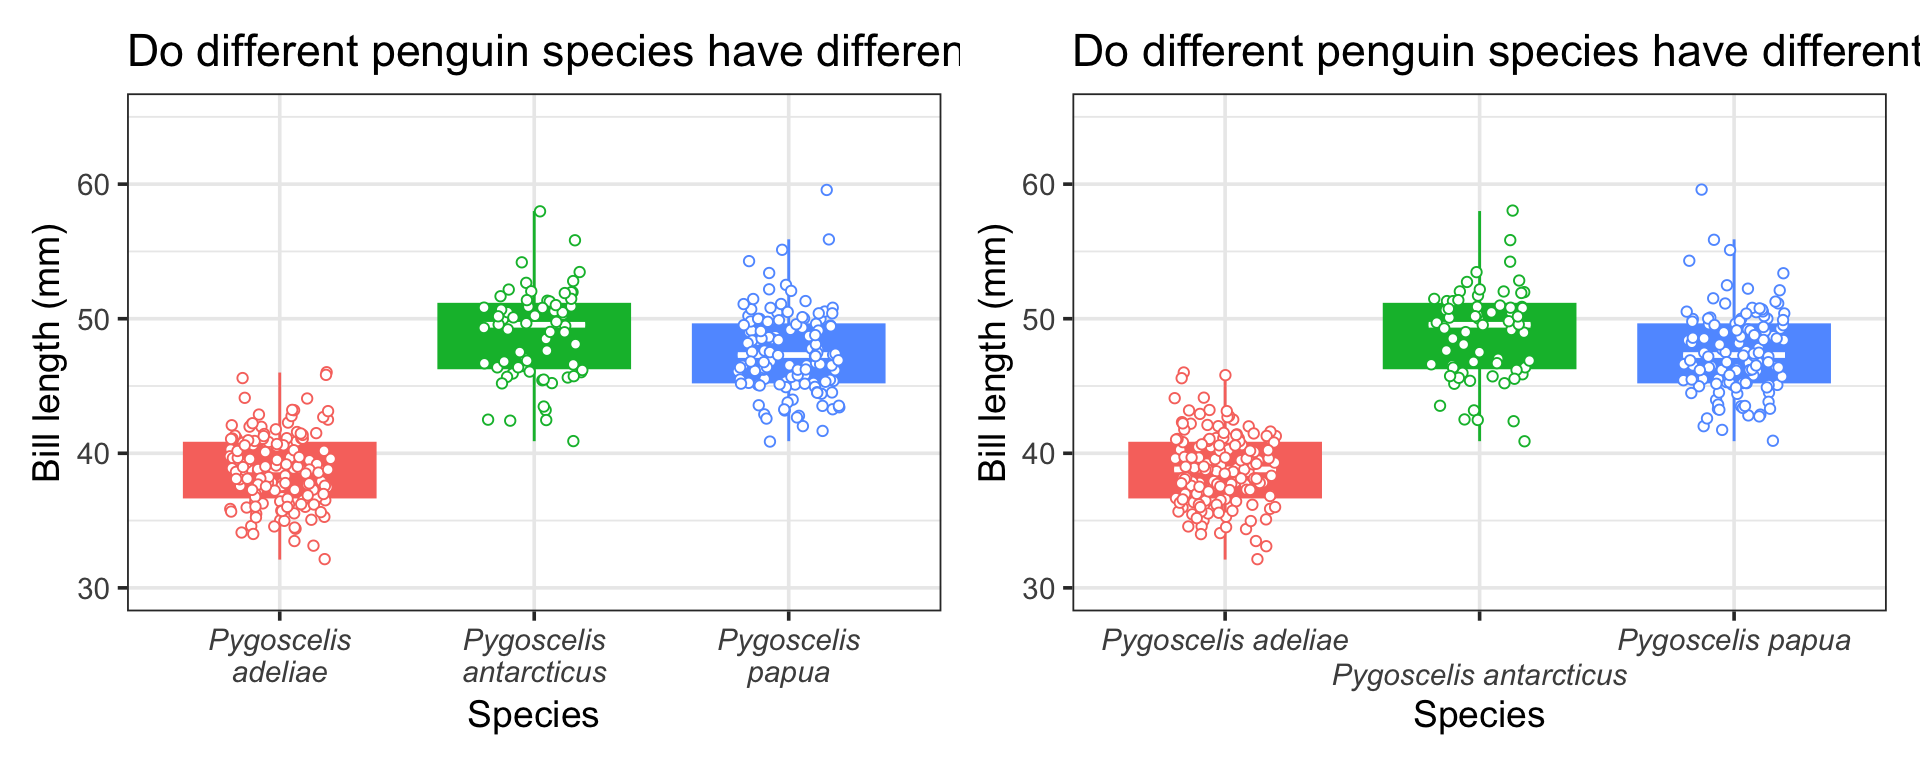 Do different penguin species have differen
Bill length (mm)
60
50
40
30
Pygoscelis
adeliae
Pygoscelis
antarcticus
Pygoscelis
papua
Species
Do different penguin species have different
Bill length (mm)
60
50
40
30
Pygoscelis adeliae
Pygoscelis antarcticus
Pygoscelis papua
Species